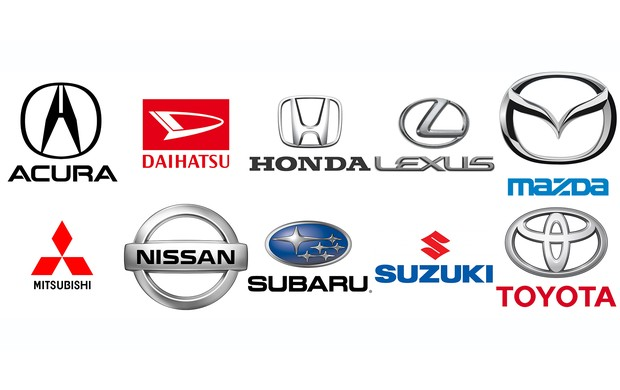 ACURA
DAIHATSU
HONDA
LEXUS
mazda
MITSUBISHI
NISSAN
SUBARU®
SUZUKI
TOYOTA